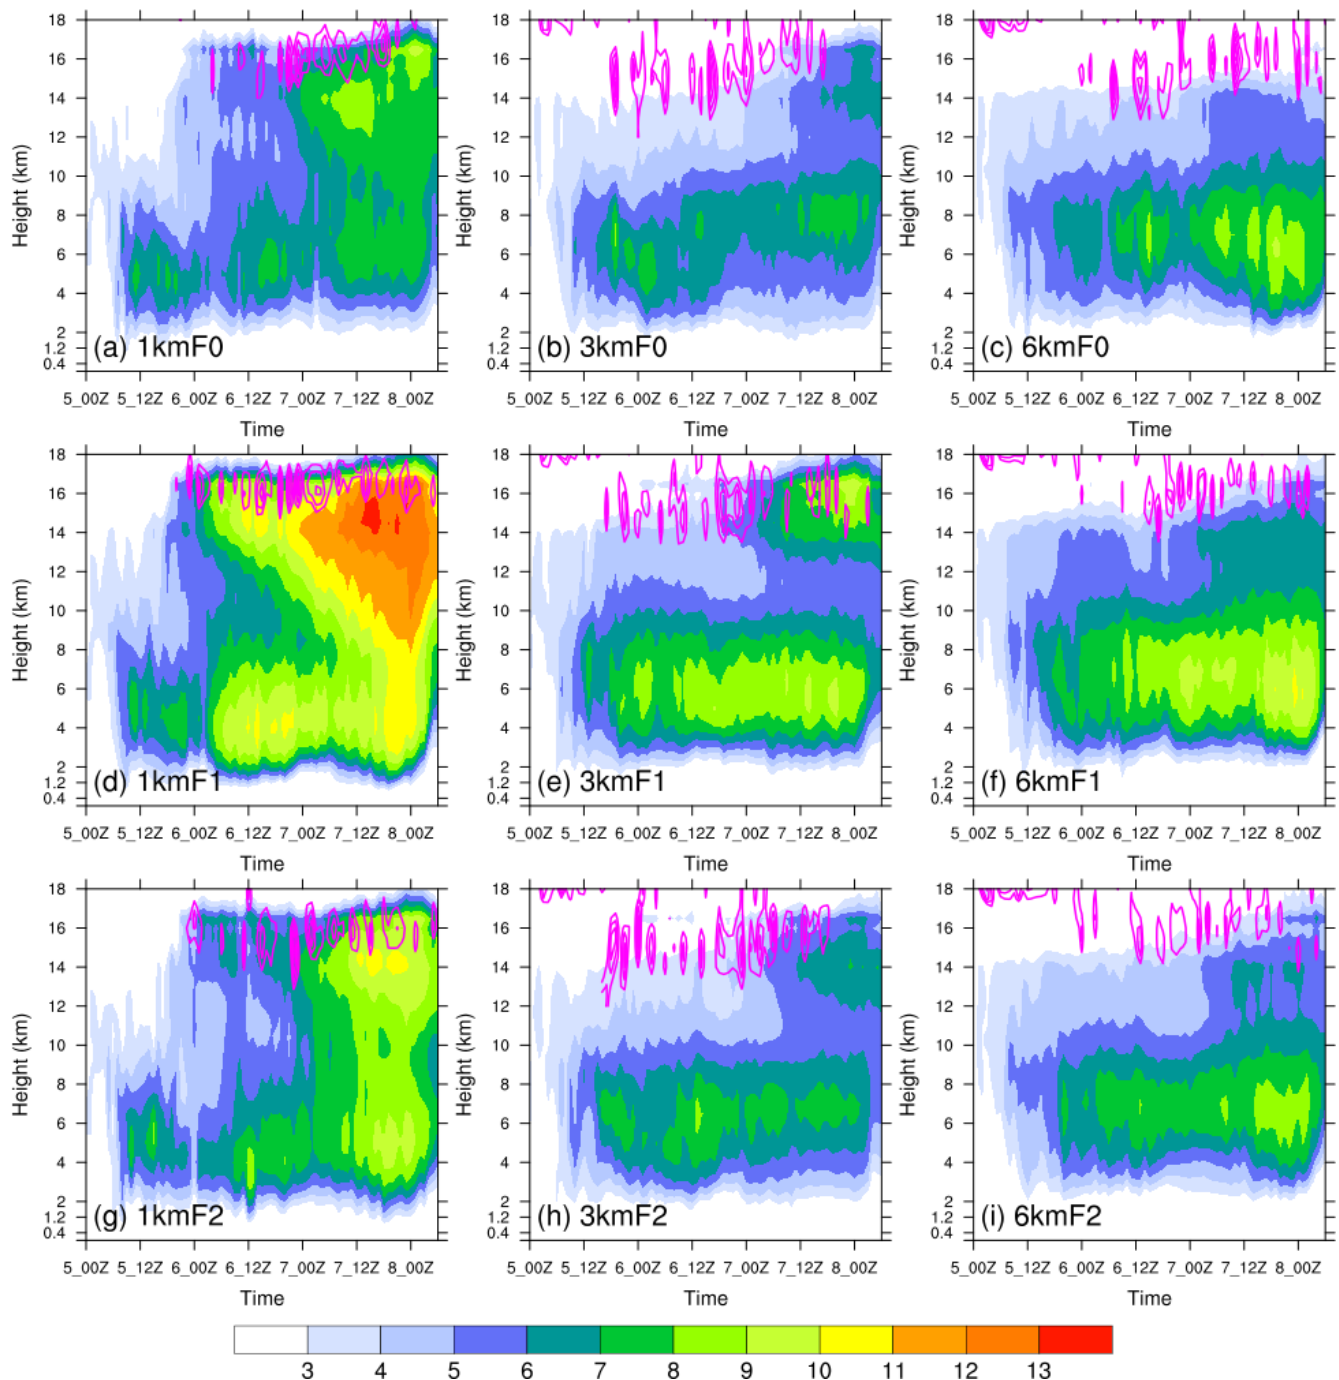 18 18 18
16 16 16
14 14 14
12 12 12
10 10 10
8 8 8
6 6 6
4 4 4
2 2 2
1.2 1.2 1.2
0.4 0.4 0.4
Height (km) Height (km) Height (km)
(a) 1kmF0 (b) 3kmF0 (c) 6kmF0
5_00Z 5_12Z 6_00Z 6_12Z 7_00Z 7_12Z 8_00Z 5_00Z 5_12Z 6_00Z 6_12Z 7_00Z 7_12Z 8_00Z 5_00Z 5_12Z 6_00Z 6_12Z 7_00Z 7_12Z 8_00Z
Time Time Time
18 18 18
16 16 16
14 14 14
12 12 12
10 10 10
8 8 8
6 6 6
4 4 4
2 2 2
1.2 1.2 1.2
0.4 0.4 0.4
Height (km) Height (km) Height (km)
(d) 1kmF1 (e) 3kmF1 (f) 6kmF1
5_00Z 5_12Z 6_00Z 6_12Z 7_00Z 7_12Z 8_00Z 5_00Z 5_12Z 6_00Z 6_12Z 7_00Z 7_12Z 8_00Z 5_00Z 5_12Z 6_00Z 6_12Z 7_00Z 7_12Z 8_00Z
Time Time Time
18 18 18
16 16 16
14 14 14
12 12 12
10 10 10
8 8 8
6 6 6
4 4 4
2 2 2
1.2 1.2 1.2
0.4 0.4 0.4
Height (km) Height (km) Height (km)
(g) 1kmF2 (h) 3kmF2 (i) 6kmF2
5_00Z 5_12Z 6_00Z 6_12Z 7_00Z 7_12Z 8_00Z 5_00Z 5_12Z 6_00Z 6_12Z 7_00Z 7_12Z 8_00Z 5_00Z 5_12Z 6_00Z 6_12Z 7_00Z 7_12Z 8_00Z
Time Time Time
3 4 5 6 7 8 9 10 11 12 13